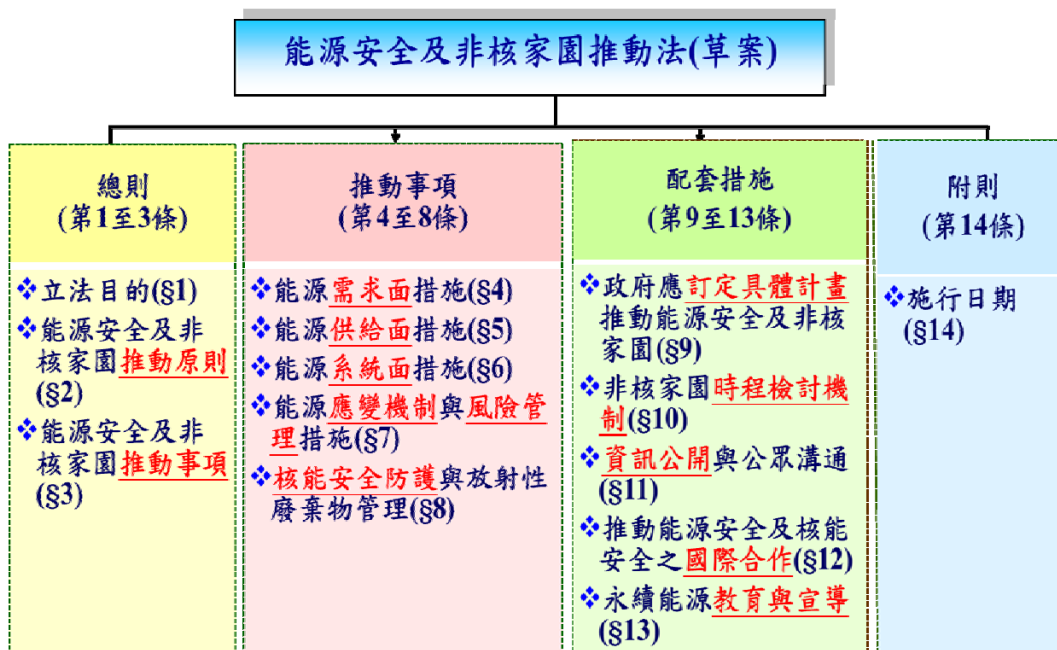 能源安全及非核家園推動法(草案)
總則
(第1至3條)
❖立法目的(§1)
❖能源安全及非
核家園推動原則
(§2)
❖能源安全及非
核家園推動事項
(§3)
推動事項
(第4至8條)
❖能源需求面措施(§4)
❖能源供給面措施(§5)
❖能源系統面措施(§6)
❖能源應變機制與風險管
理措施(§7)
❖核能安全防護與放射性
廢棄物管理(§8)
配套措施
(第9至13條)
❖政府應訂定具體計畫
推動能源安全及非核
家園(§9)
❖非核家園時程檢討機
制(§10)
❖資訊公開與公眾溝通
(§11)
❖推動能源安全及核能
安全之國際合作(§12)
❖永續能源教育與宣導
(§13)
附則
(第14條)
❖施行日期
(§14)